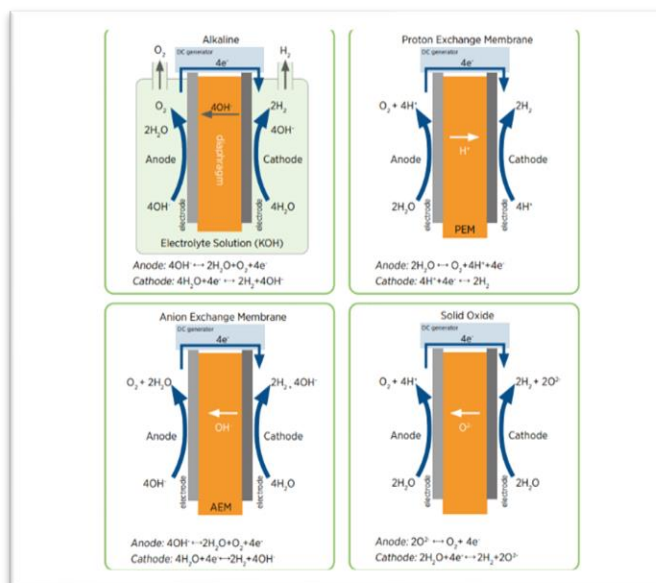 Alkaline
O₂
DC generator
4e⁻
H₂
O₂
4OH⁻
2H₂
2H₂O
4OH⁻
diaphragm
Anode
Cathode
4OH⁻
electrode
electrode
4H₂O
Electrolyte Solution (KOH)
Anode: 4OH⁻ ↔ 2H₂O+O₂+4e⁻
Cathode: 4H₂O+4e⁻ ↔ 2H₂+4OH⁻
Proton Exchange Membrane
DC generator
4e⁻
O₂ + 4H⁺
2H₂
H⁺
Anode
Cathode
2H₂O
electrode
electrode
4H⁺
PEM
Anode: 2H₂O ↔ O₂+4H⁺+4e⁻
Cathode: 4H⁺+4e⁻ ↔ 2H₂
Anion Exchange Membrane
DC generator
4e⁻
O₂ + 2H₂O
2H₂ , 4OH⁻
OH⁻
Anode
Cathode
4OH⁻
electrode
electrode
4H₂O
AEM
Anode: 4OH⁻ ↔ 2H₂O+O₂+4e⁻
Cathode: 4H₂O+4e⁻ ↔ 2H₂+4OH⁻
Solid Oxide
DC generator
4e⁻
O₂ + 4H⁺
2H₂ + 2O²⁻
O²⁻
Anode
Cathode
2H₂O
electrode
electrode
2H₂O
Anode: 2O²⁻ ↔ O₂+ 4e⁻
Cathode: 2H₂O+4e⁻ ↔ 2H₂+2O²⁻